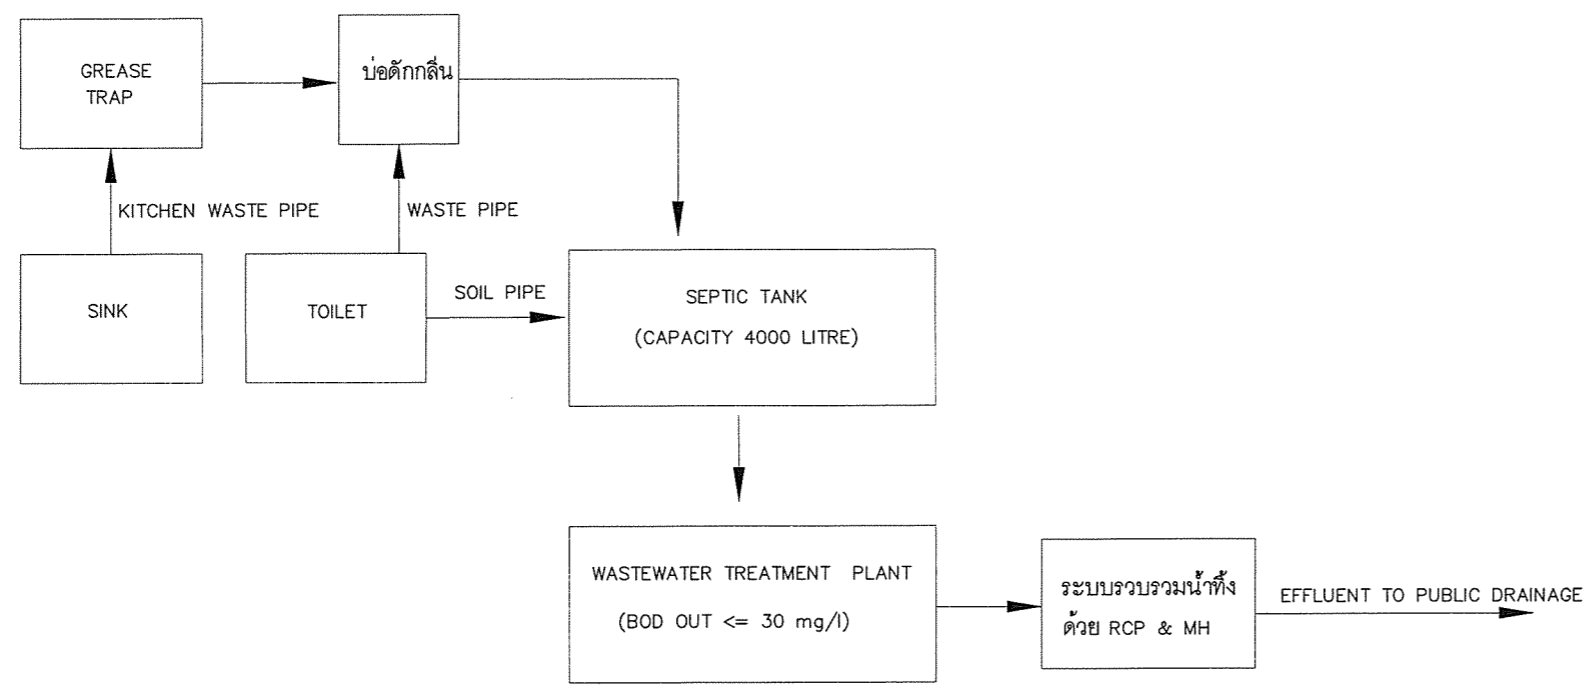 GREASE
TRAP
บ่อดักกลิ่น
KITCHEN WASTE PIPE
WASTE PIPE
SINK
TOILET
SOIL PIPE
SEPTIC TANK
(CAPACITY 4000 LITRE)
WASTEWATER TREATMENT PLANT
(BOD OUT <= 30 mg/l)
ระบบรวบรวมน้ำทิ้ง
ด้วย RCP & MH
EFFLUENT TO PUBLIC DRAINAGE